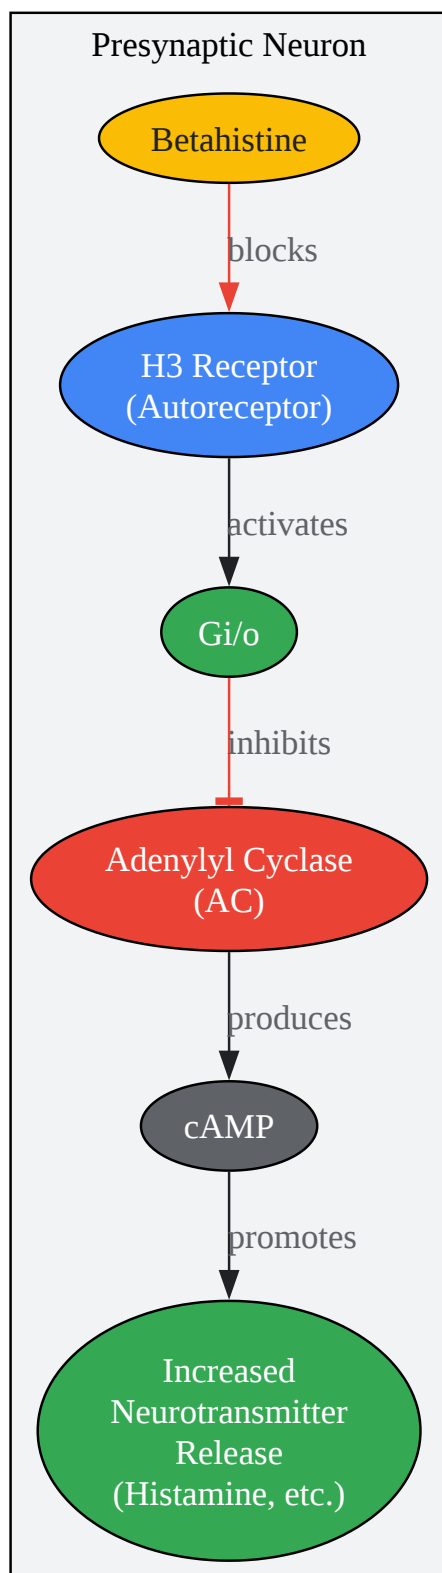 Presynaptic Neuron
Betahistine
blocks
H3 Receptor
(Autoreceptor)
activates
Gi/o
inhibits
Adenylyl Cyclase
(AC)
produces
cAMP
promotes
Increased
Neurotransmitter
Release
(Histamine, etc.)